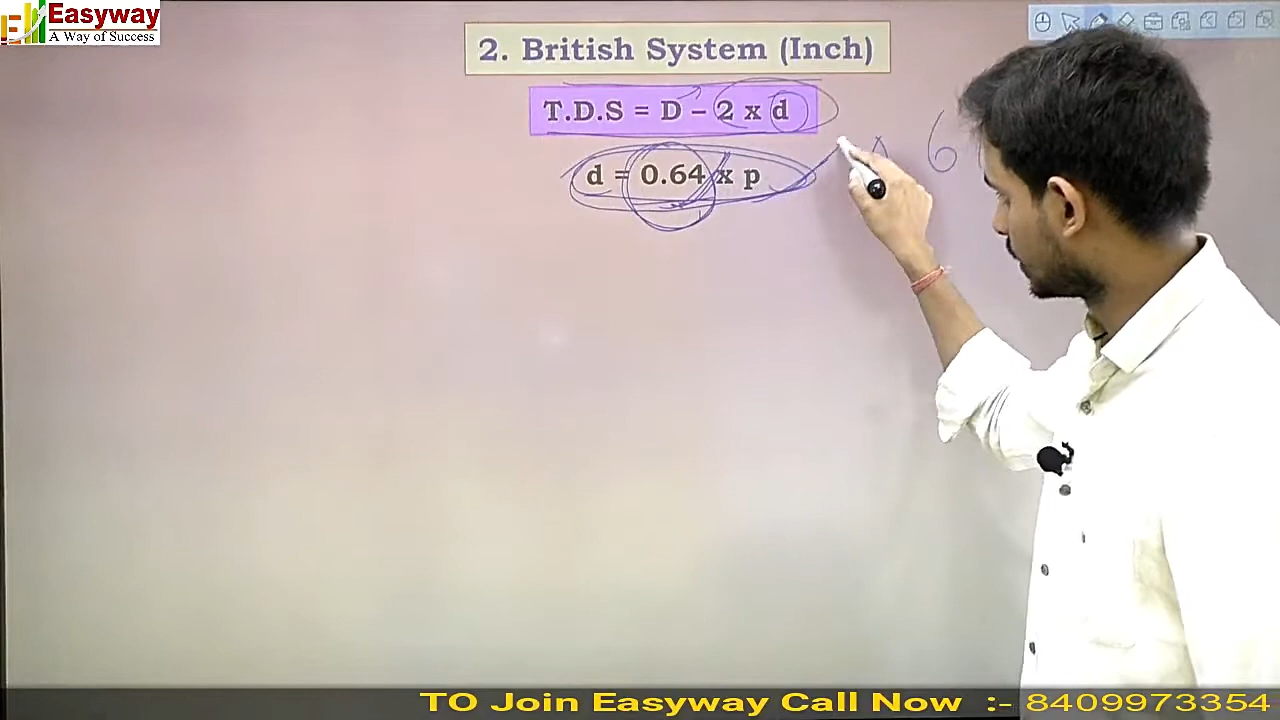 Easyway
A Way of Success
2. British System (Inch)
T.D.S = D – 2 x d
d = 0.64 x p
6
TO Join Easyway Call Now :- 8409973354